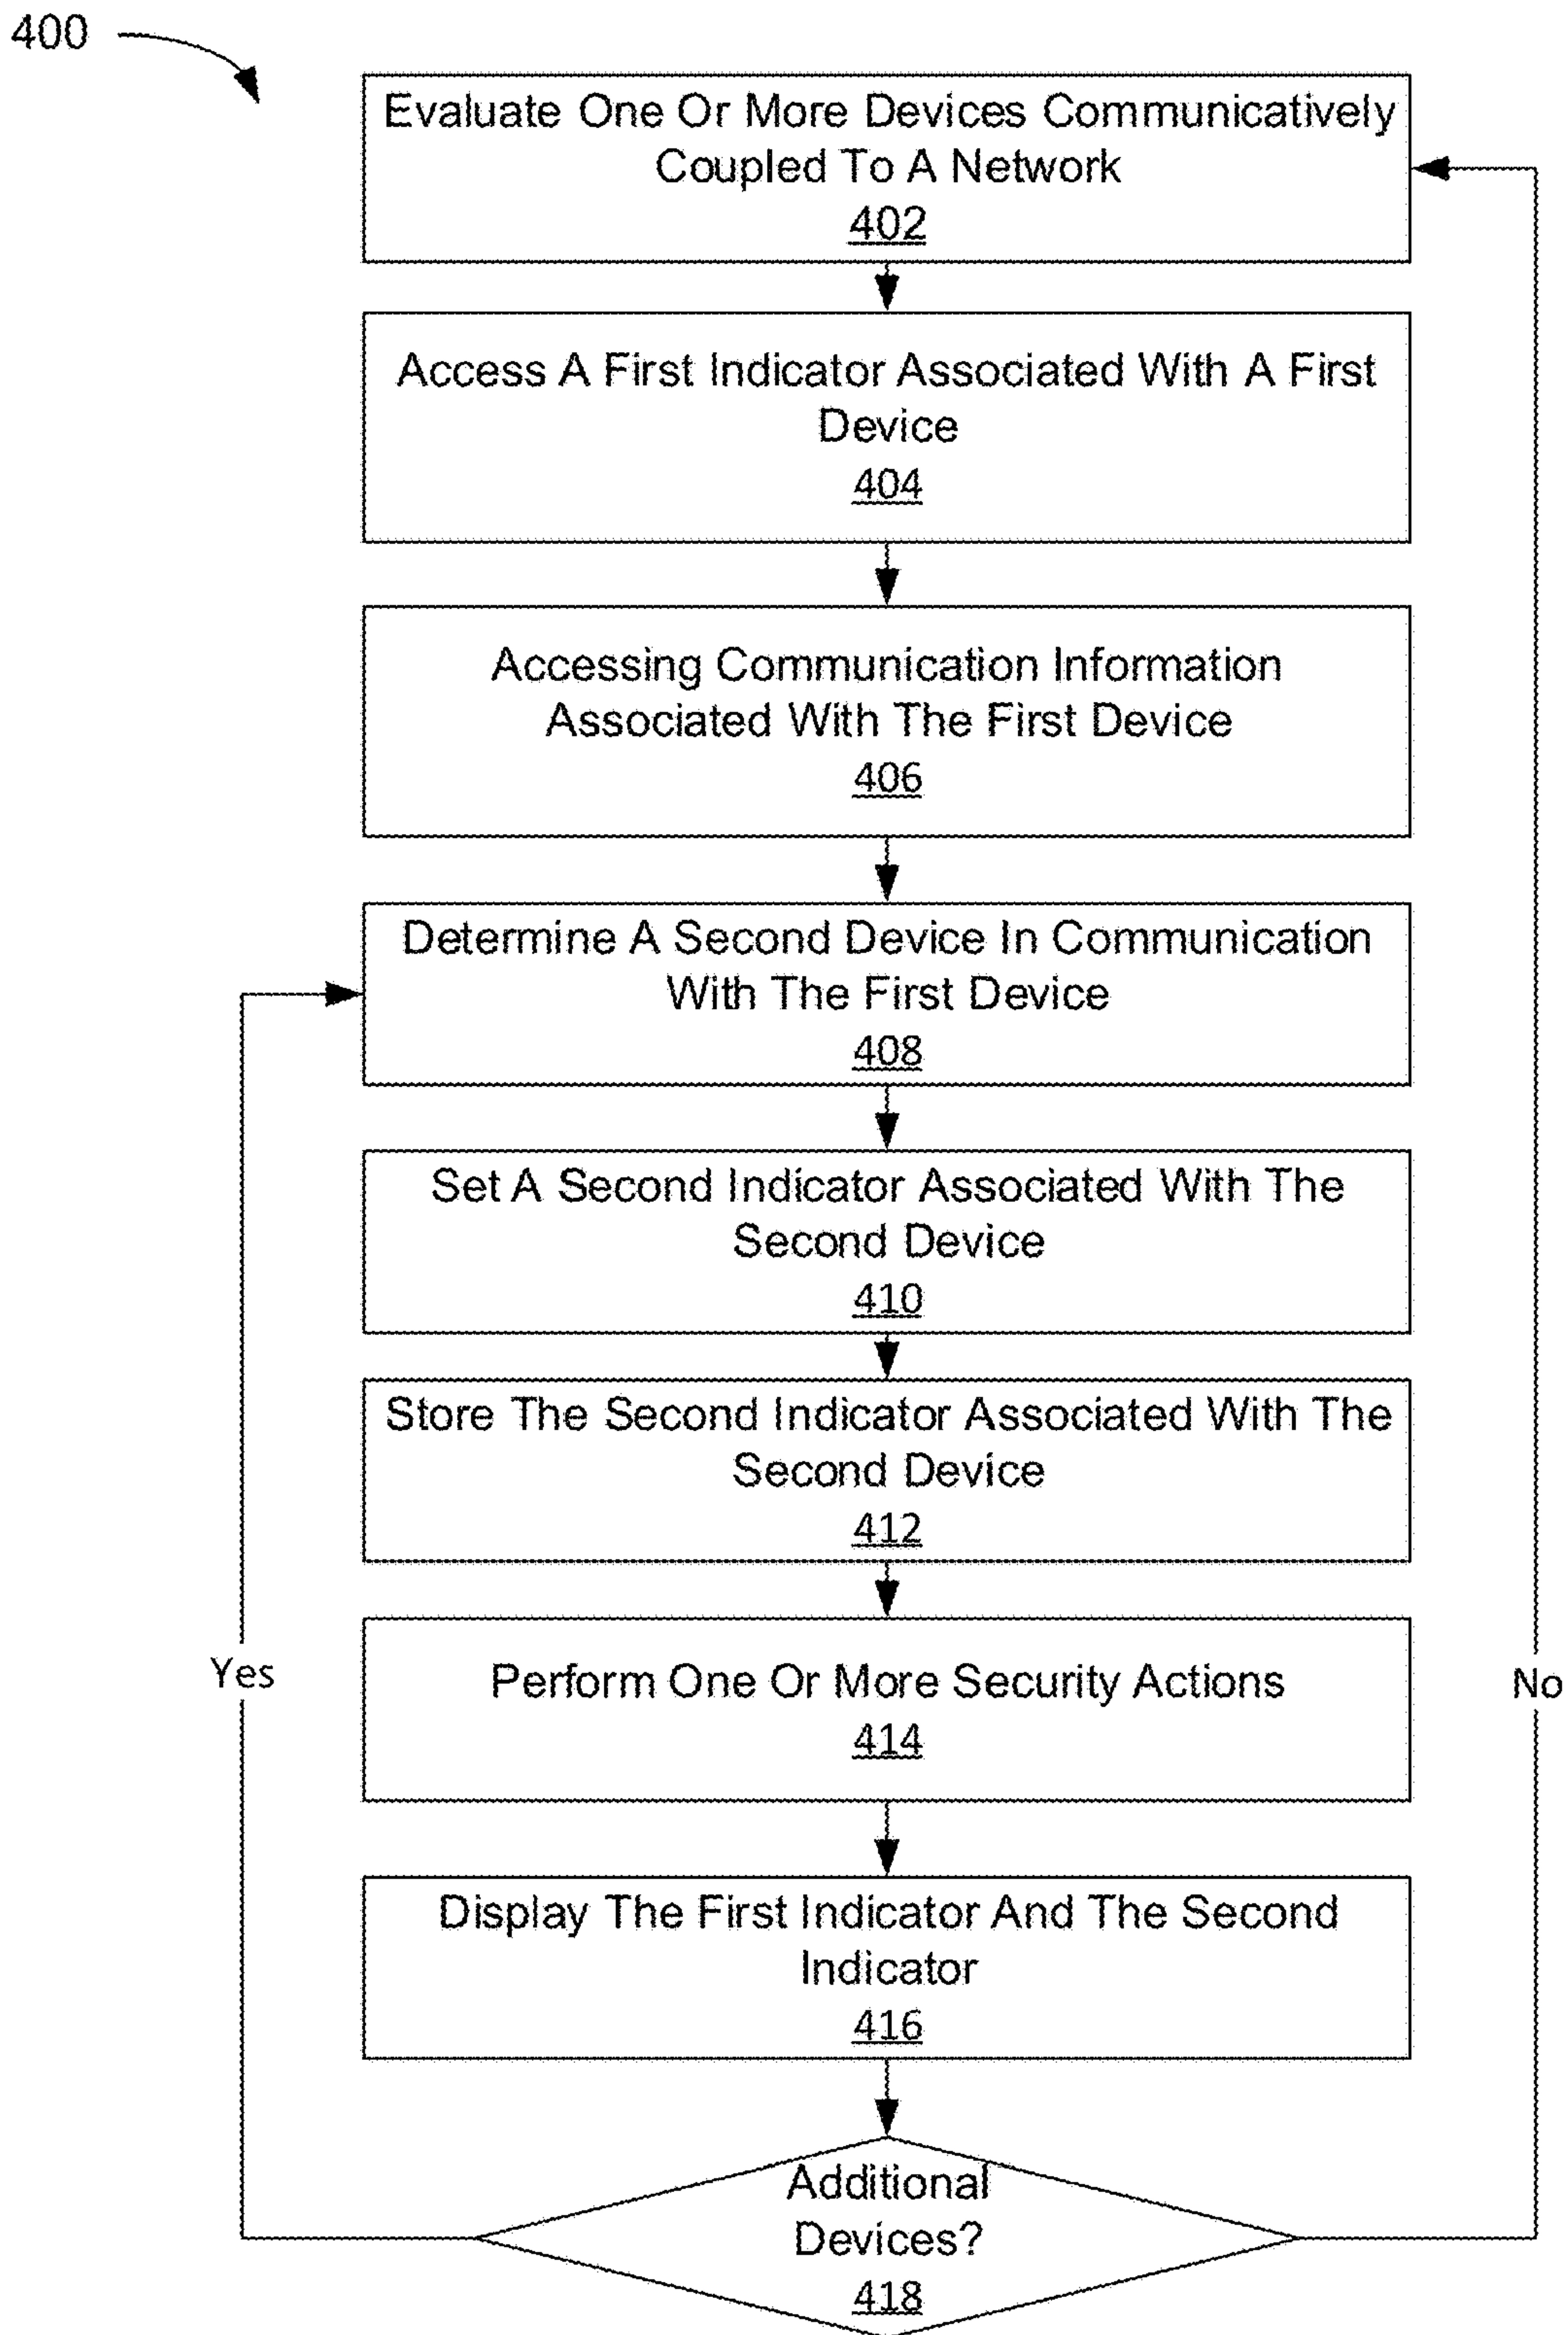 400
Evaluate One Or More Devices Communicatively
Coupled To A Network
402
Access A First Indicator Associated With A First
Device
404
Accessing Communication Information
Associated With The First Device
406
Determine A Second Device In Communication
With The First Device
408
Set A Second Indicator Associated With The
Second Device
410
Store The Second Indicator Associated With The
Second Device
412
Yes
Perform One Or More Security Actions
414
No
Display The First Indicator And The Second
Indicator
416
Additional
Devices?
418